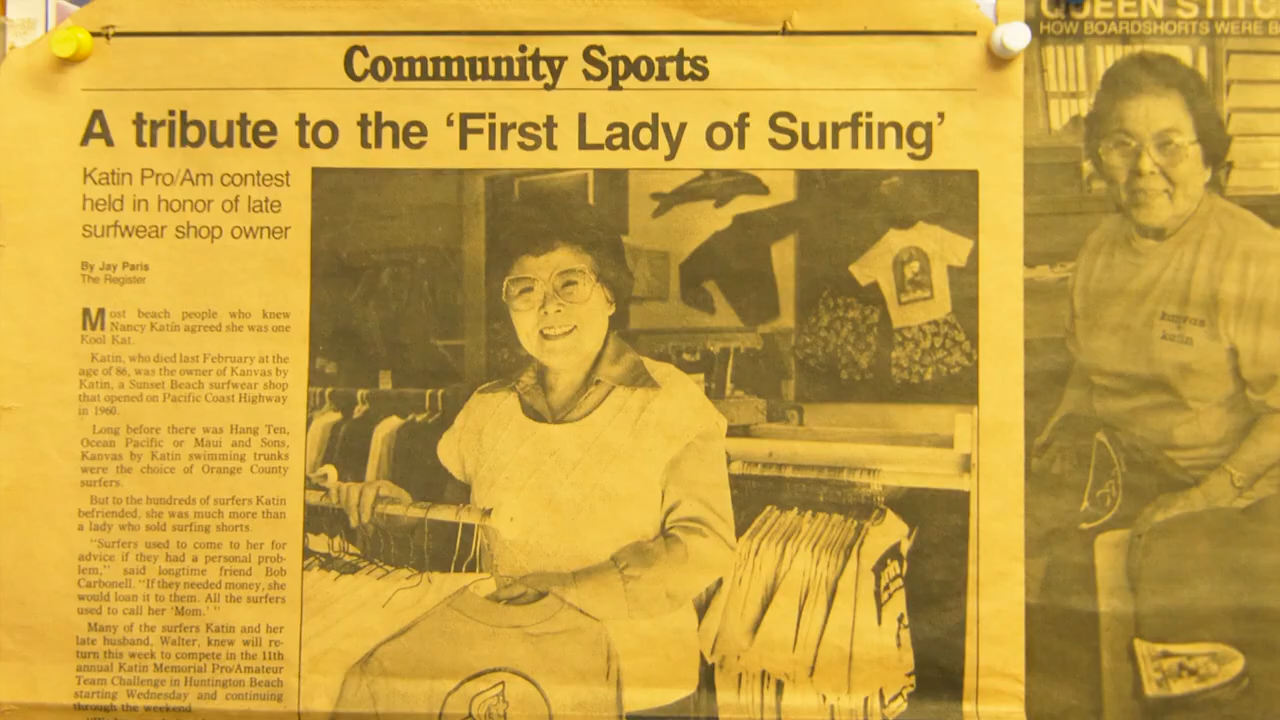 Community Sports
A tribute to the ‘First Lady of Surfing’
Katin Pro/Am contest
held in honor of late
surfwear shop owner
By Jay Paris
The Register
Most beach people who knew
Nancy Katin agreed she was one
Kool Kat.
Katin, who died last February at the
age of 86, was the owner of Kanvas by
Katin, a Sunset Beach surfwear shop
that opened on Pacific Coast Highway
in 1960.
Long before there was Hang Ten,
Ocean Pacific or Maui and Sons,
Kanvas by Katin swimming trunks
were the choice of Orange County
surfers.
But to the hundreds of surfers Katin
befriended, she was much more than
a lady who sold surfing shorts.
"Surfers used to come to her for
advice if they had a personal prob-
lem," said longtime friend Bob
Carbonell. "If they needed money, she
would loan it to them. All the surfers
used to call her 'Mom.' "
Many of the surfers Katin and her
late husband, Walter, knew will re-
turn this week to compete in the 11th
annual Katin Memorial Pro/Amateur
Team Challenge in Huntington Beach
starting Wednesday and continuing
through the weekend.
QUEEN STITC
HOW BOARDSHORTS WERE B
kanvas
katin